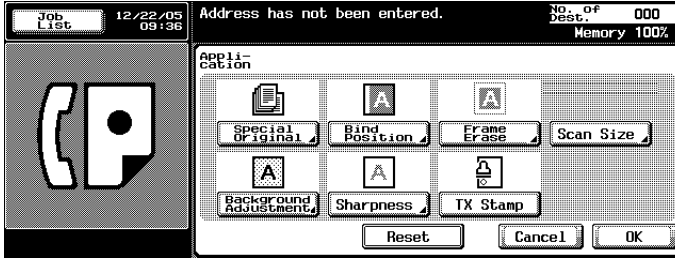 Job
List
12/22/05
09:36
Address has not been entered.
No. of
Dest.
000
Memory 100%
Appli-
cation
A
A
Special
Original
Bind
Position
Frame
Erase
Scan Size
A
A
Background
Adjustment
Sharpness
TX Stamp
Reset
Cancel
OK